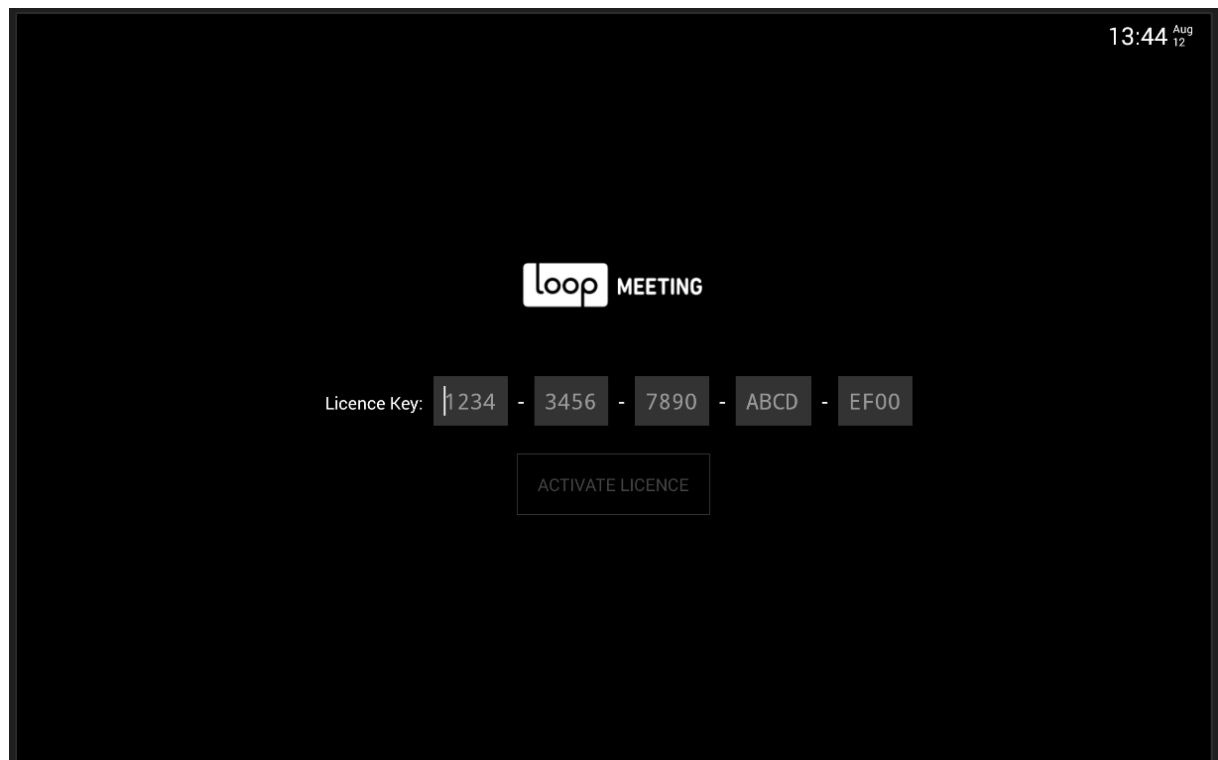 13:44 Aug 12
loop MEETING
Licence Key: 1234 - 3456 - 7890 - ABCD - EF00
ACTIVATE LICENCE